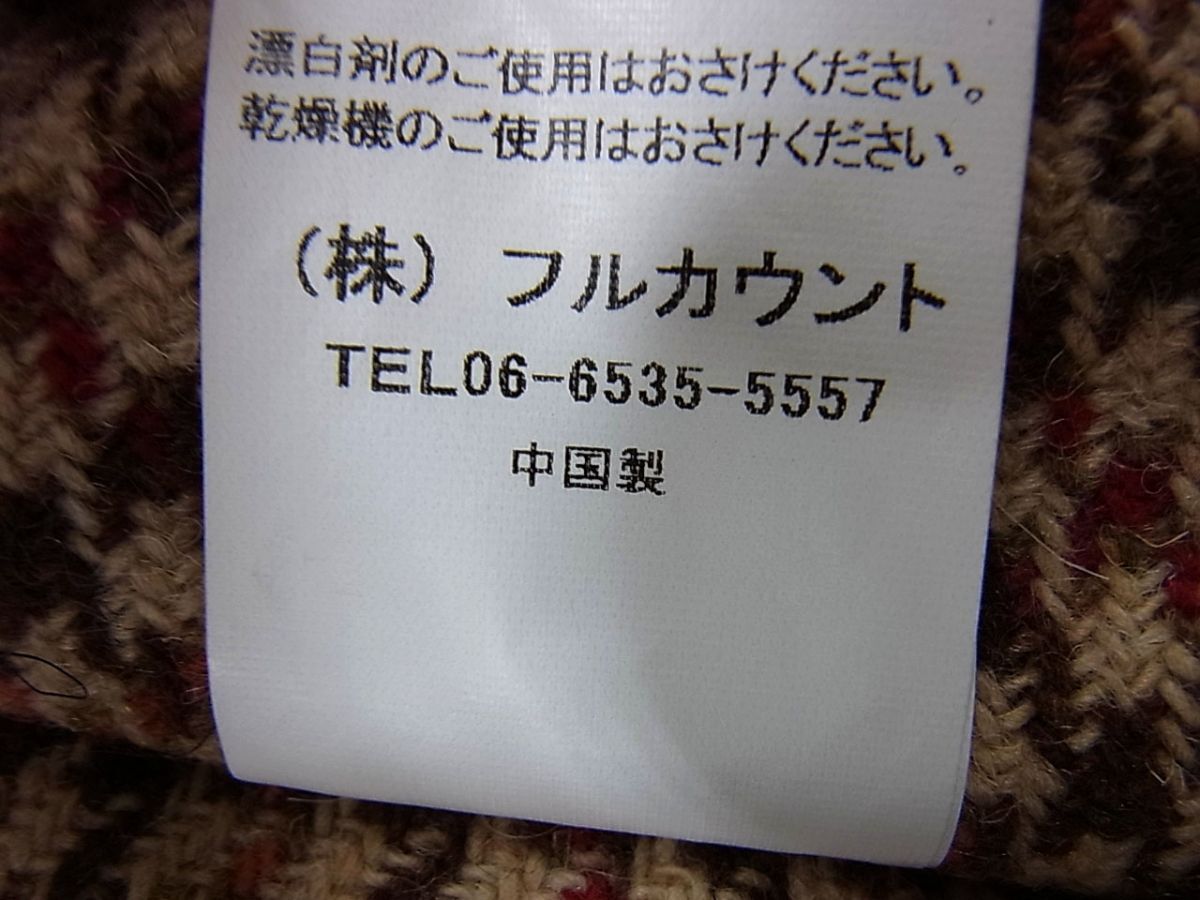 漂白剤のご使用はおさけください。
乾燥機のご使用はおさけください。
（株）　フルカウント
TEL06-6535-5557
中国製